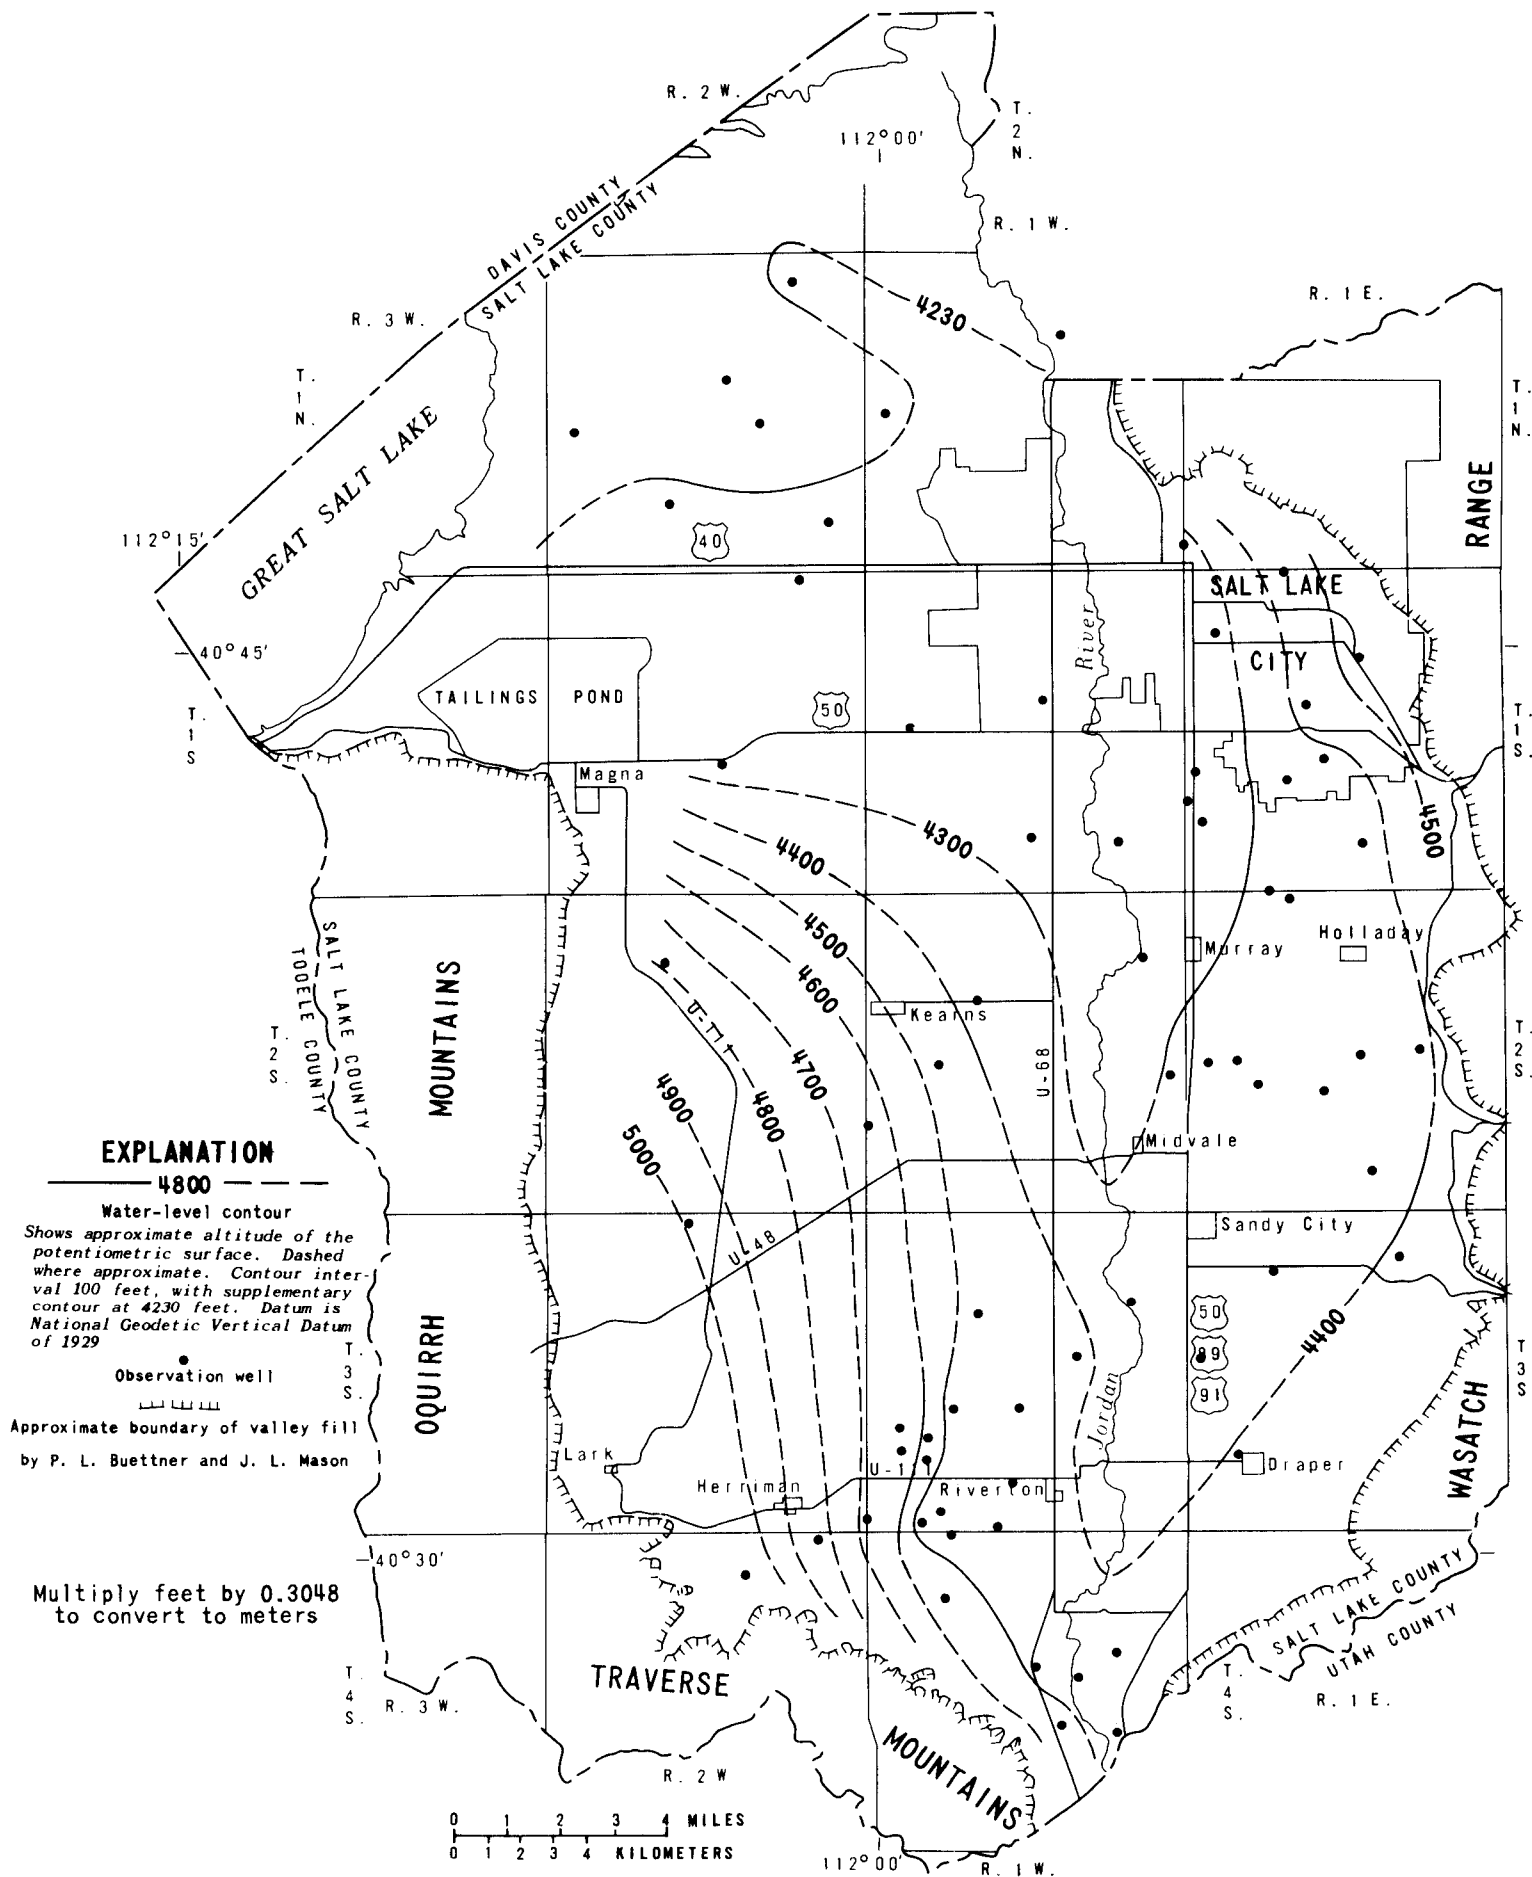 R. 2 W.
T.
2
N.
112°00'
R. 1 W.
DAVIS COUNTY
SALT LAKE COUNTY
R. 3 W.
4230
R. 1 E.
T.
1
N.
T.
1
N.
GREAT SALT LAKE
RANGE
112°15'
40
SALT LAKE
CITY
River
40°45'
TAILINGS POND
50
T.
1
S
T.
1
S.
Magna
4300
4400
4500
4500
4600
4700
4800
4900
5000
Murray
Holladay
SALT LAKE COUNTY
TOOELE COUNTY
MOUNTAINS
U-111
Kearns
U-68
T.
2
S.
T.
2
S.
Midvale
EXPLANATION
4800
Water-level contour
Shows approximate altitude of the
potentiometric surface. Dashed
where approximate. Contour inter-
val 100 feet, with supplementary
contour at 4230 feet. Datum is
National Geodetic Vertical Datum
of 1929
Observation well
Approximate boundary of valley fill
by P. L. Buettner and J. L. Mason
U-48
Sandy City
50
89
91
4400
T.
3
S.
T
3
S
OQUIRRH
Jordan
WASATCH
Lark
Herriman
U-111
Riverton
Draper
40°30'
Multiply feet by 0.3048
to convert to meters
SALT LAKE COUNTY
UTAH COUNTY
TRAVERSE
MOUNTAINS
T.
4
S.
R. 3 W.
T.
4
S.
R. 1 E.
R. 2 W
0 1 2 3 4 MILES
0 1 2 3 4 KILOMETERS
112°00'
R. 1 W.